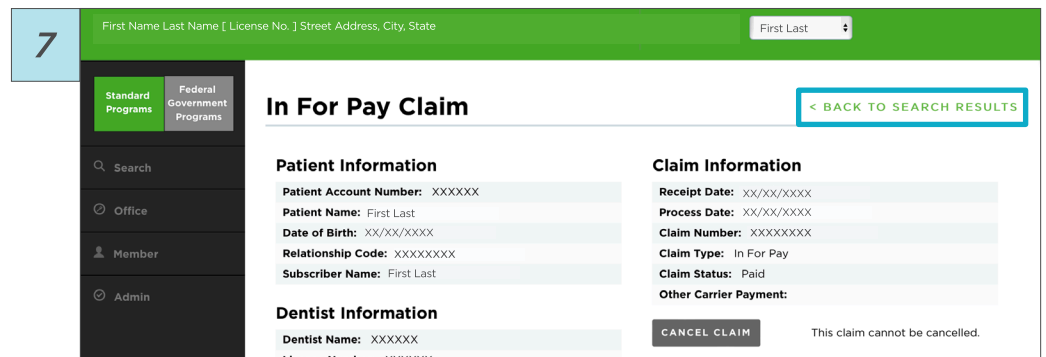 7
First Name Last Name [ License No. ] Street Address, City, State
First Last
Standard Programs
Federal Government Programs
Search
Office
Member
Admin
In For Pay Claim
< BACK TO SEARCH RESULTS
Patient Information
Patient Account Number: XXXXXX
Patient Name: First Last
Date of Birth: XX/XX/XXXX
Relationship Code: XXXXXXXX
Subscriber Name: First Last
Dentist Information
Dentist Name: XXXXXX
Claim Information
Receipt Date: XX/XX/XXXX
Process Date: XX/XX/XXXX
Claim Number: XXXXXXXX
Claim Type: In For Pay
Claim Status: Paid
Other Carrier Payment:
CANCEL CLAIM
This claim cannot be cancelled.